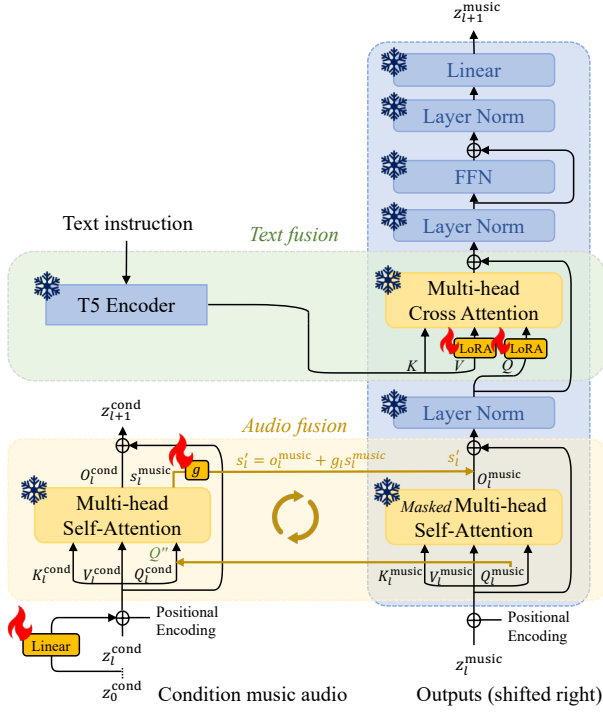 z_{l+1}^{music}
Linear
Layer Norm
FFN
Layer Norm
Text instruction
Text fusion
T5 Encoder
Multi-head
Cross Attention
LoRA
LoRA
K
V
Q
Layer Norm
z_{l+1}^{cond}
Audio fusion
O_l^{cond}
s_l^{music}
g
s_l' = o_l^{music} + g_l s_l^{music}
s_l'
O_l^{music}
Multi-head
Self-Attention
Masked Multi-head
Self-Attention
Q''
K_l^{cond}
V_l^{cond}
Q_l^{cond}
K_l^{music}
V_l^{music}
Q_l^{music}
Linear
Positional
Encoding
Positional
Encoding
z_l^{cond}
z_l^{music}
z_0^{cond}
Condition music audio
Outputs (shifted right)